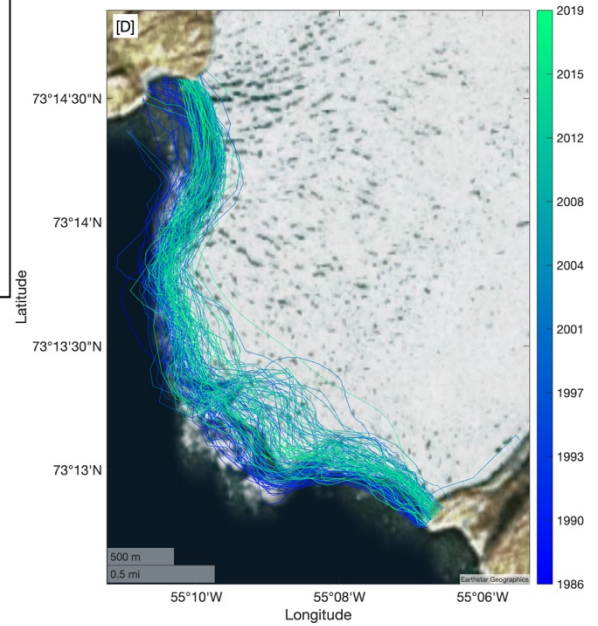 [D]
2019
2015
2012
2008
2004
2001
1997
1993
1990
1986
73°14'30"N
73°14'N
73°13'30"N
73°13'N
Latitude
500 m
0.5 mi
Earthstar Geographics
55°10'W
55°08'W
55°06'W
Longitude